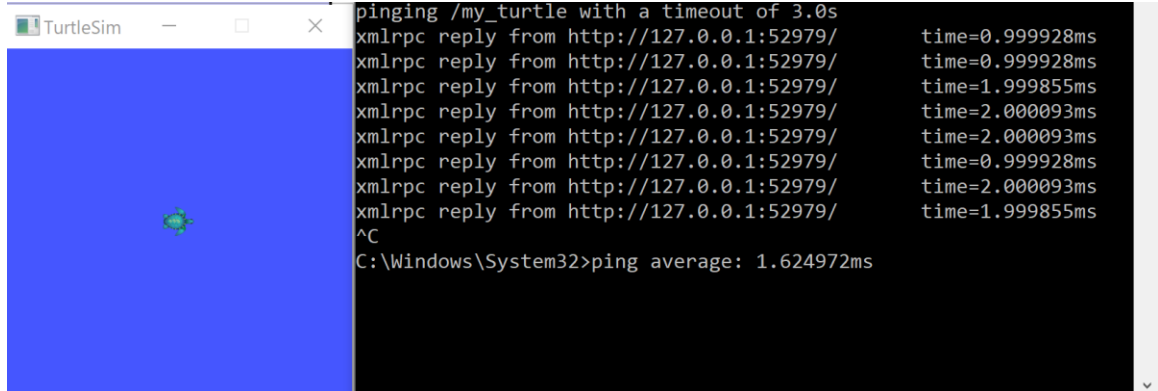 TurtleSim
pinging /my_turtle with a timeout of 3.0s
xmlrpc reply from http://127.0.0.1:52979/ time=0.999928ms
xmlrpc reply from http://127.0.0.1:52979/ time=0.999928ms
xmlrpc reply from http://127.0.0.1:52979/ time=1.999855ms
xmlrpc reply from http://127.0.0.1:52979/ time=2.000093ms
xmlrpc reply from http://127.0.0.1:52979/ time=2.000093ms
xmlrpc reply from http://127.0.0.1:52979/ time=0.999928ms
xmlrpc reply from http://127.0.0.1:52979/ time=2.000093ms
xmlrpc reply from http://127.0.0.1:52979/ time=1.999855ms
^C
C:\Windows\System32>ping average: 1.624972ms